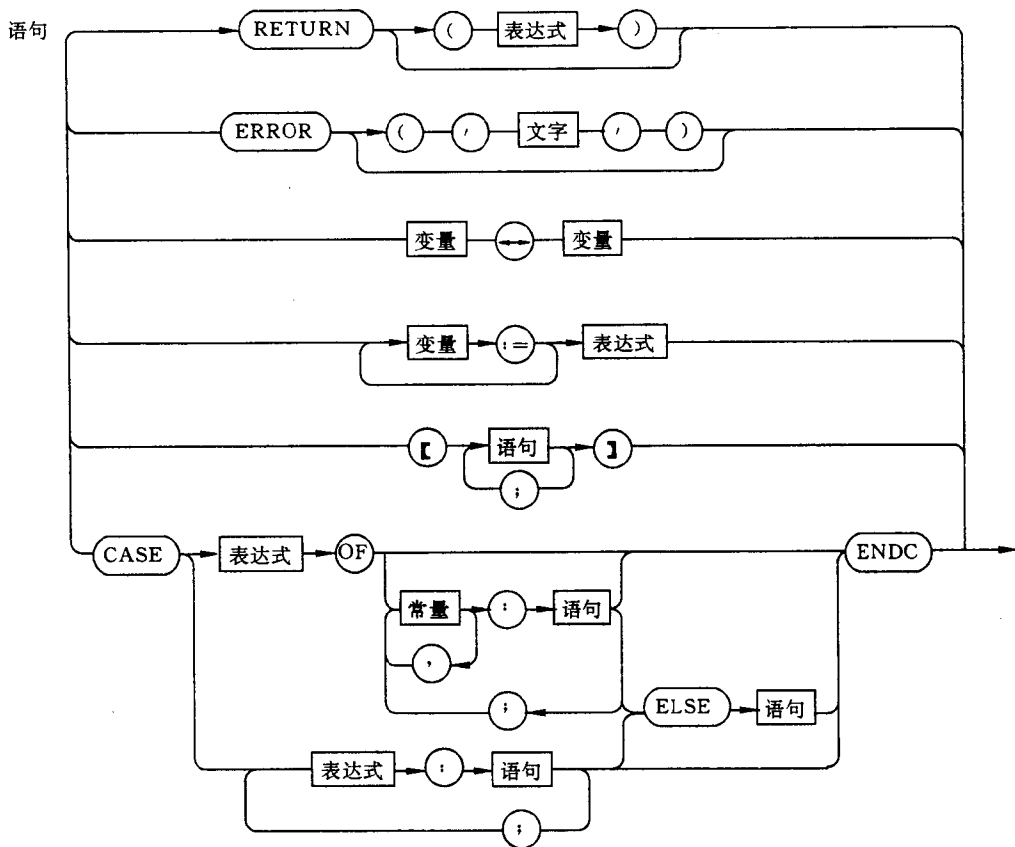 语句
RETURN ( 表达式 )
ERROR ( ' 文字 ' )
变量 ↔ 变量
变量 := 表达式
[ 语句 ]
;
CASE 表达式 OF ENDC
常量 : 语句
,
; ELSE 语句
表达式 : 语句
;